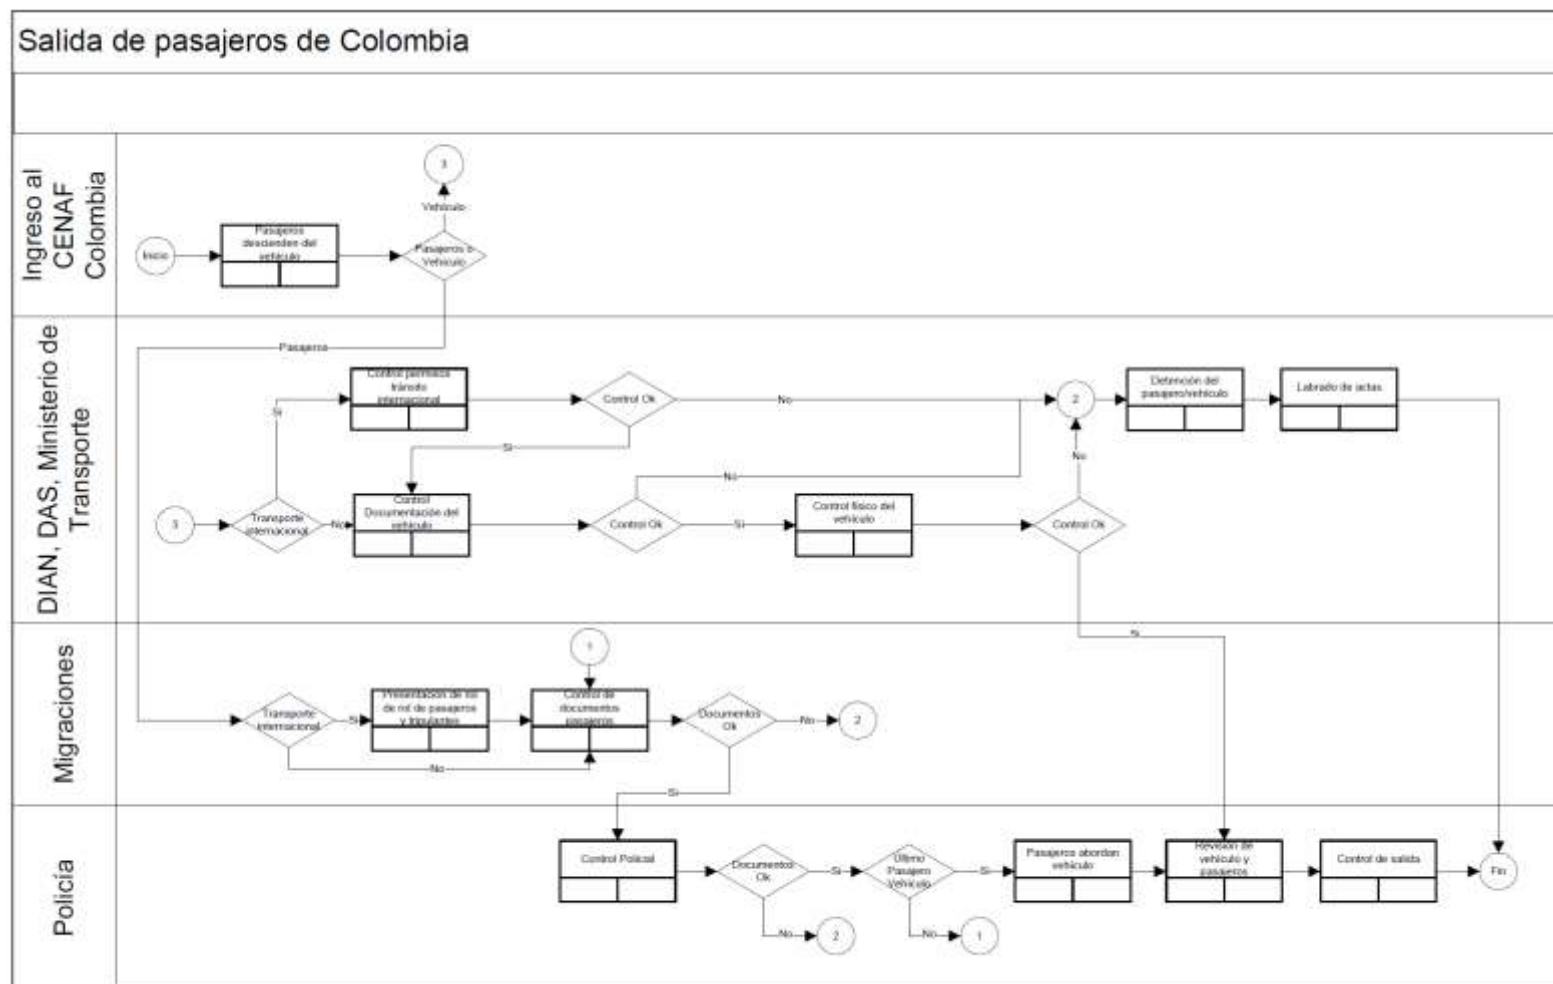 Salida de pasajeros de Colombia
Ingreso al
CENAF
Colombia
3
Vehículo
Inicio
Pasajeros
descienden del
vehículo
Pasajeros o
Vehículo
DIAN, DAS, Ministerio de
Transporte
Pasajeros
Control permisos
tránsito
internacional
Si
Control Ok
No
2
Detención del
pasajero/vehículo
Labrado de actas
Si
No
No
3
Transporte
internacional
No
Control
Documentación del
vehículo
Control Ok
Si
Control físico del
vehículo
Control Ok
Migraciones
Si
1
Transporte
internacional
Si
Presentación de rol
de rol de pasajeros
y tripulantes
Control de
documentos
pasajeros
Documentos
Ok
No
2
No
Si
Policía
Control Policial
Documentos
Ok
Si
Último
Pasajero
Vehículo
Si
Pasajeros abordan
vehículo
Revisión de
vehículo y
pasajeros
Control de salida
Fin
No
2
No
1